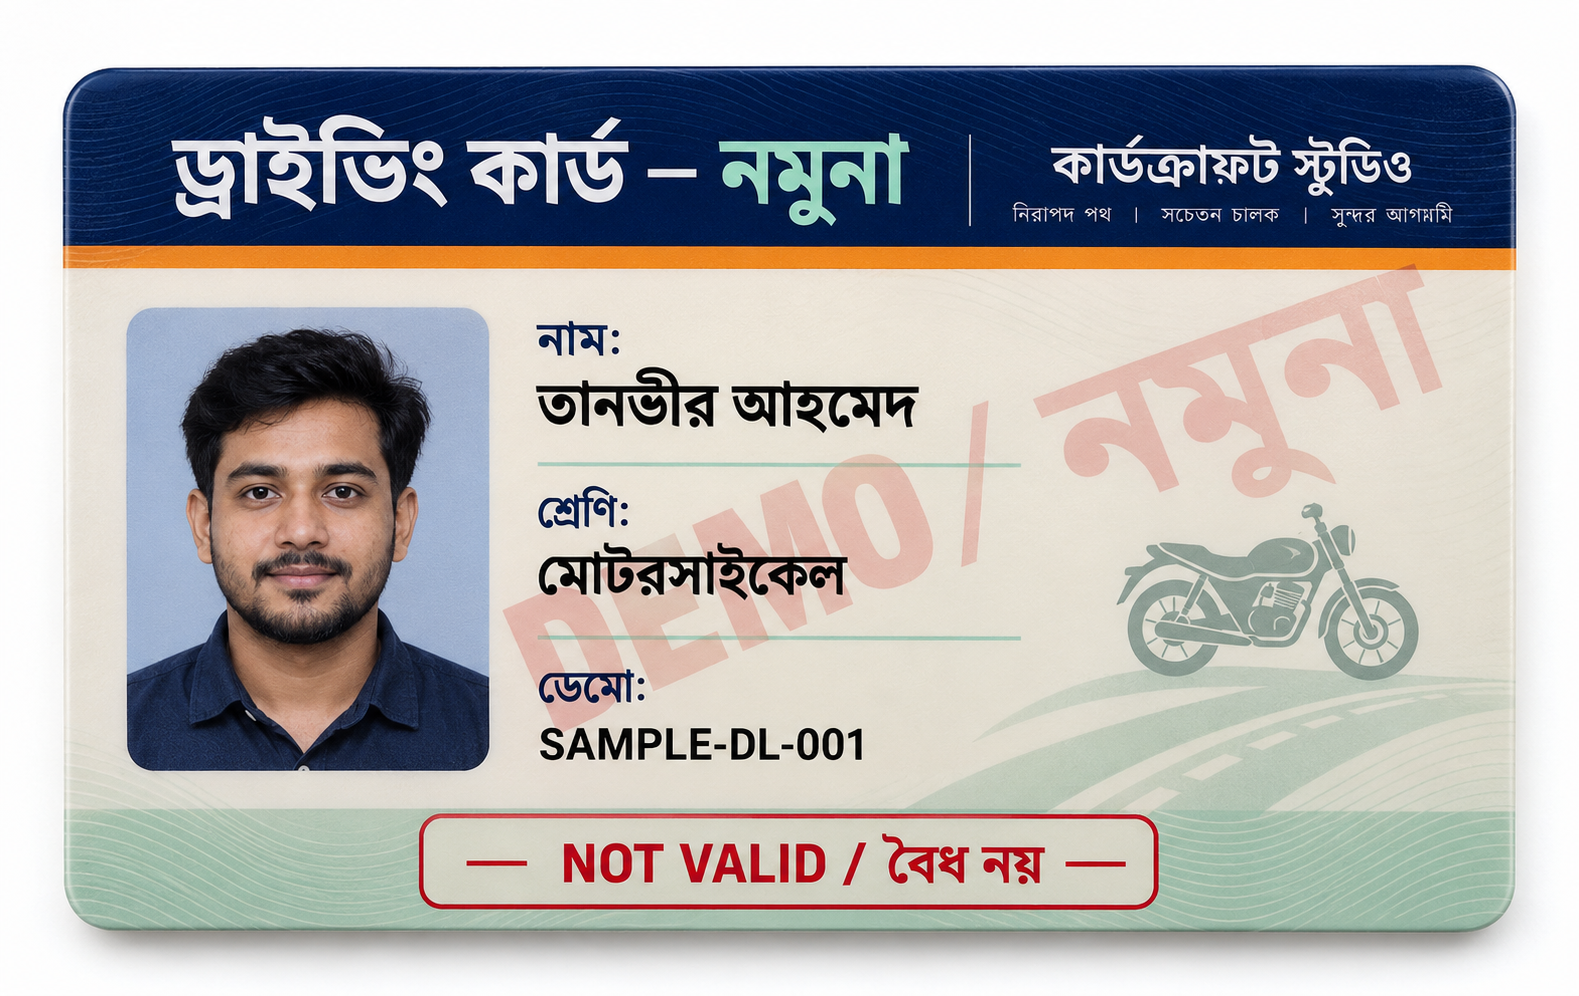 ড্রাইভিং কার্ড – নমুনা
কার্ডক্রাফট স্টুডিও
নিরাপদ পথ | সচেতন চালক | সুন্দর
নাম:
তানভীর আহমেদ
শ্রেণি:
মোটরসাইকেল
ডেমো:
SAMPLE-DL-001
DEMO / নমুনা
— NOT VALID / বৈধ নয় —